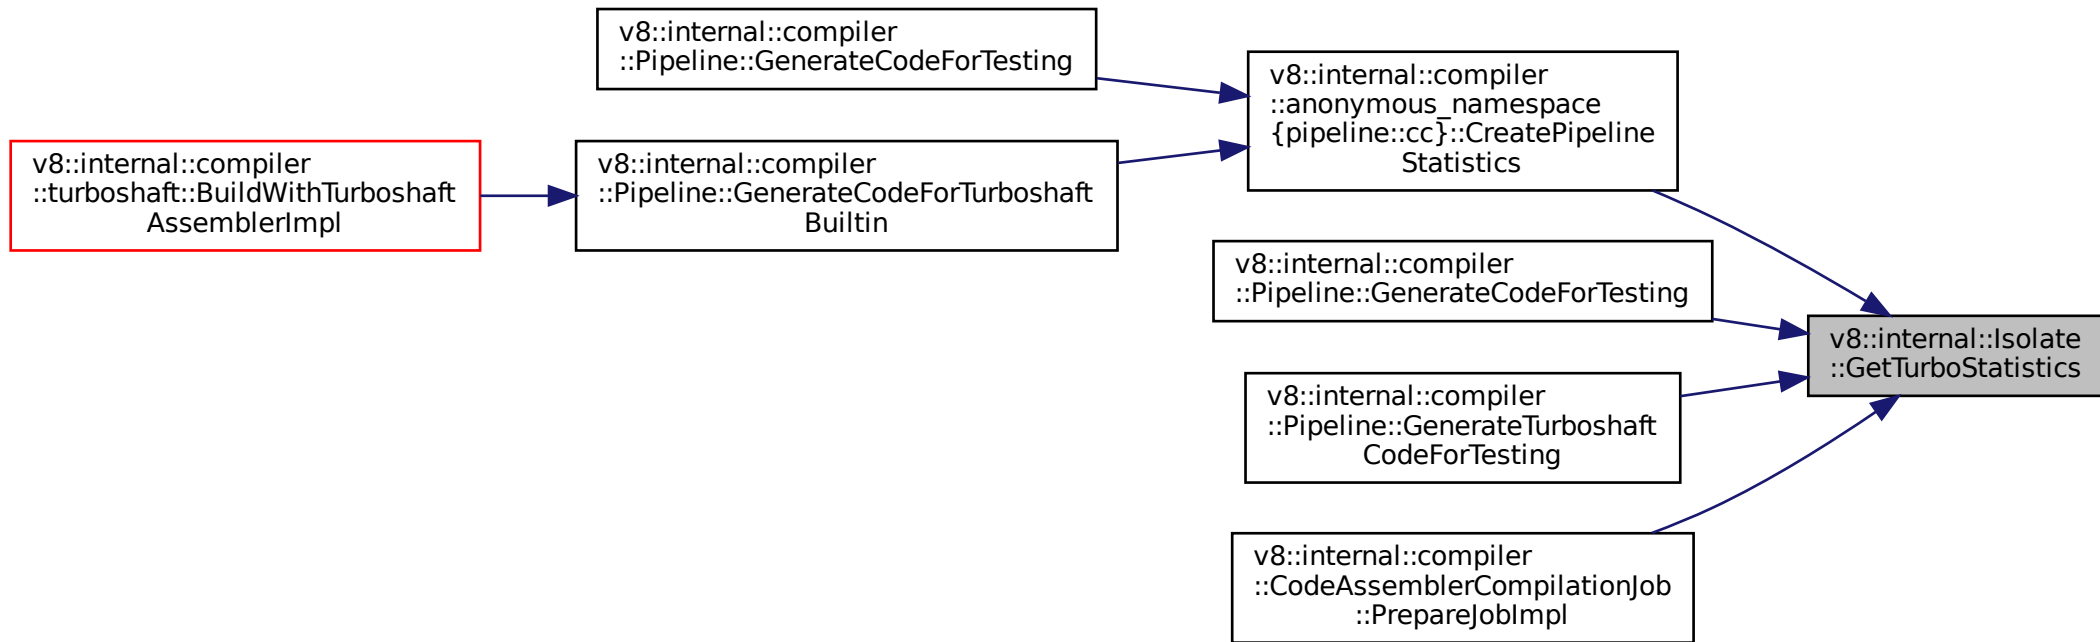 v8::internal::compiler
::Pipeline::GenerateCodeForTesting
v8::internal::compiler
::anonymous_namespace
{pipeline::cc}::CreatePipeline
Statistics
v8::internal::compiler
::turboshaft::BuildWithTurboshaft
AssemblerImpl
v8::internal::compiler
::Pipeline::GenerateCodeForTurboshaft
Builtin
v8::internal::compiler
::Pipeline::GenerateCodeForTesting
v8::internal::Isolate
::GetTurboStatistics
v8::internal::compiler
::Pipeline::GenerateTurboshaft
CodeForTesting
v8::internal::compiler
::CodeAssemblerCompilationJob
::PrepareJobImpl